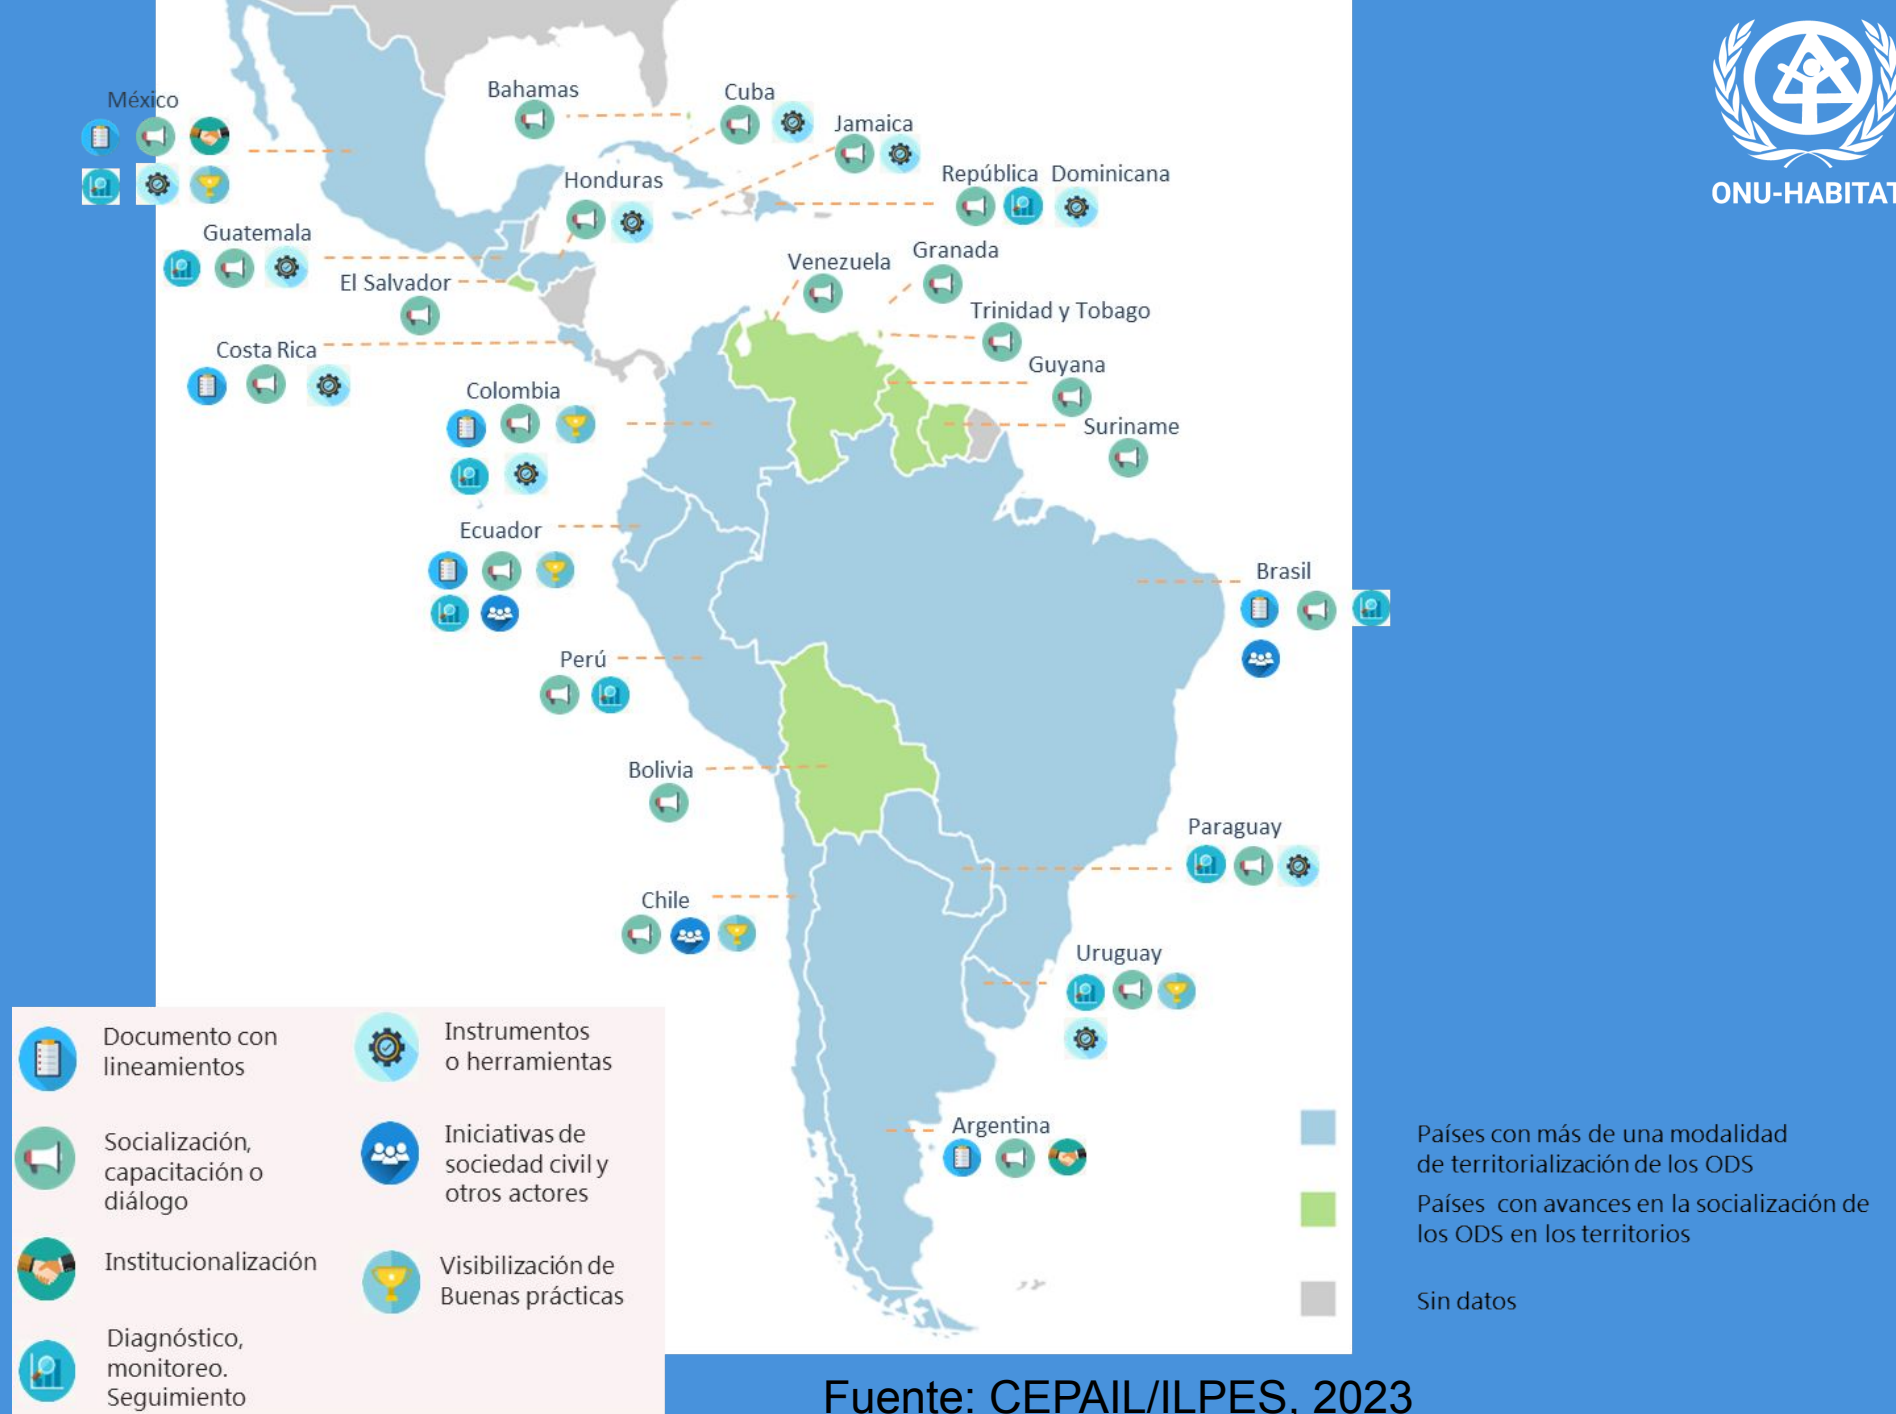 ONU-HABITAT
México
Bahamas
Cuba
Jamaica
Honduras
República Dominicana
Guatemala
El Salvador
Venezuela
Granada
Trinidad y Tobago
Costa Rica
Guyana
Colombia
Suriname
Ecuador
Brasil
Perú
Bolivia
Paraguay
Chile
Uruguay
Argentina
Documento con
lineamientos
Socialización,
capacitación o
diálogo
Institucionalización
Diagnóstico,
monitoreo.
Seguimiento
Instrumentos
o herramientas
Iniciativas de
sociedad civil y
otros actores
Visibilización de
Buenas prácticas
Países con más de una modalidad
de territorialización de los ODS
Países con avances en la socialización de
los ODS en los territorios
Sin datos
Fuente: CEPAIL/ILPES, 2023